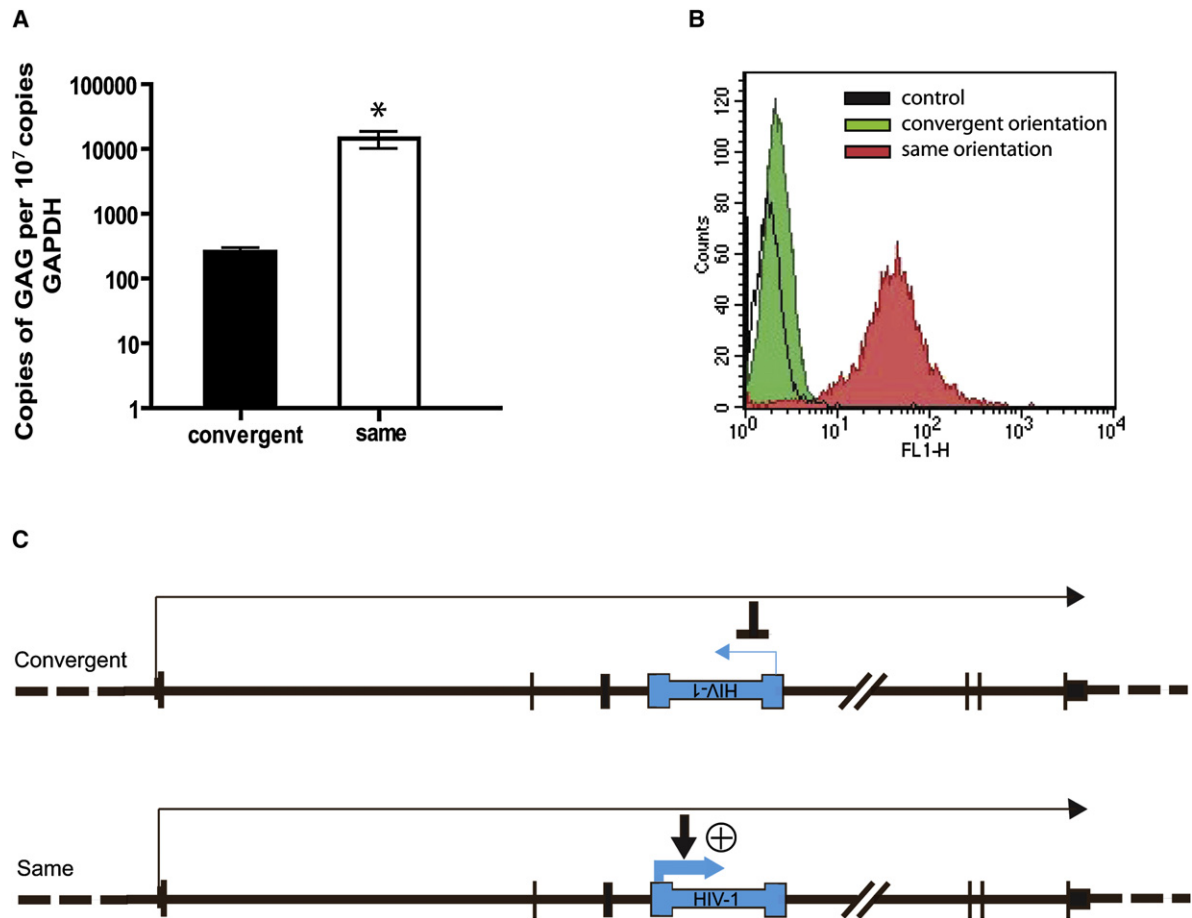 A
Copies of GAG per 10⁷ copies
GAPDH
100000
10000
1000
100
10
1
*
convergent
same
B
Counts
120
100
80
60
40
20
0
control
convergent orientation
same orientation
10⁰
10¹
10²
10³
10⁴
FL1-H
C
Convergent
HIV-1
Same
HIV-1